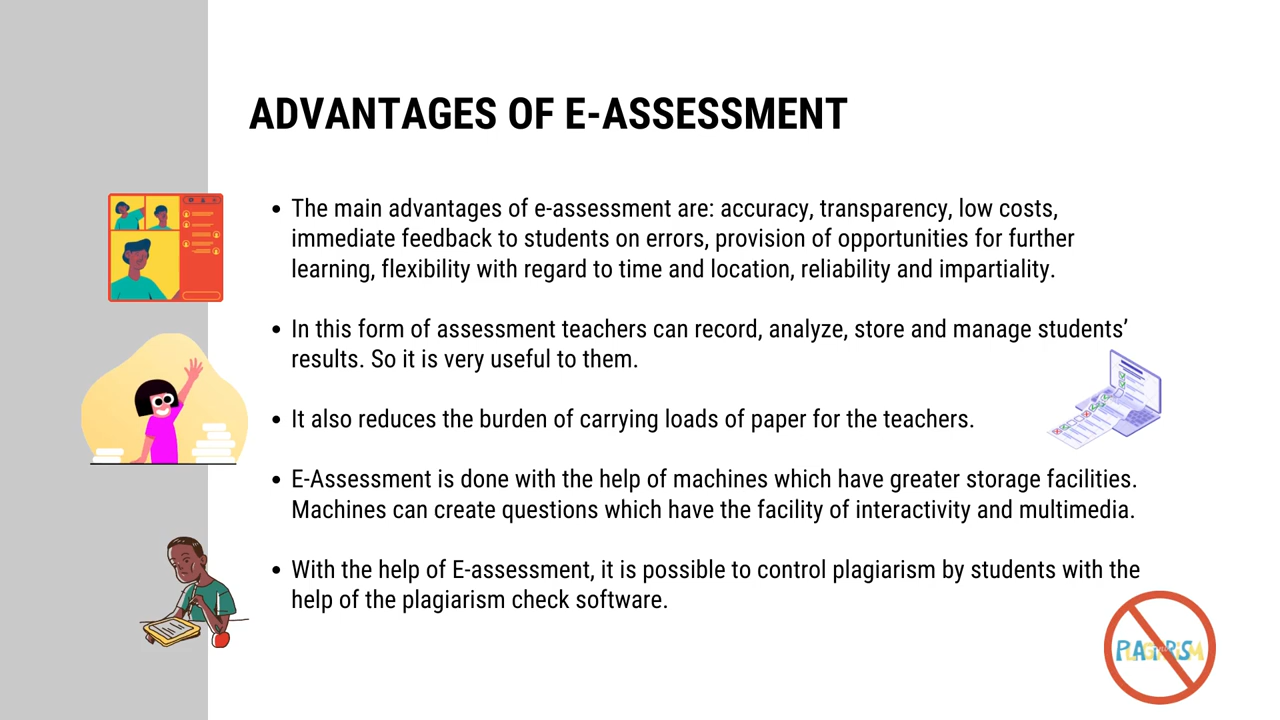 ADVANTAGES OF E-ASSESSMENT
• The main advantages of e-assessment are: accuracy, transparency, low costs,
immediate feedback to students on errors, provision of opportunities for further
learning, flexibility with regard to time and location, reliability and impartiality.
• In this form of assessment teachers can record, analyze, store and manage students’
results. So it is very useful to them.
• It also reduces the burden of carrying loads of paper for the teachers.
• E-Assessment is done with the help of machines which have greater storage facilities.
Machines can create questions which have the facility of interactivity and multimedia.
• With the help of E-assessment, it is possible to control plagiarism by students with the
help of the plagiarism check software.